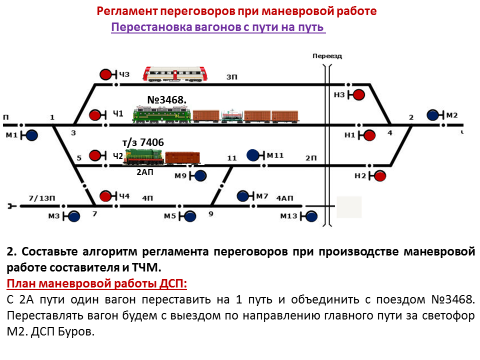 Регламент переговоров при маневровой работе
Перестановка вагонов с пути на путь
Переезд
Ч3
3П
Н3
№3468.
П
1
3
Ч1
М1
Н1
4
2
М2
Ч
т/з 7406
5
Ч2
2АП
М9
11
М11
2П
Н2
7/13П
М3
7
Ч4
4П
М5
9
М7
4АП
М13
2. Составьте алгоритм регламента переговоров при производстве маневровой
работе составителя и ТЧМ.
План маневровой работы ДСП:
С 2А пути один вагон переставить на 1 путь и объединить с поездом №3468.
Переставлять вагон будем с выездом по направлению главного пути за светофор
М2. ДСП Буров.